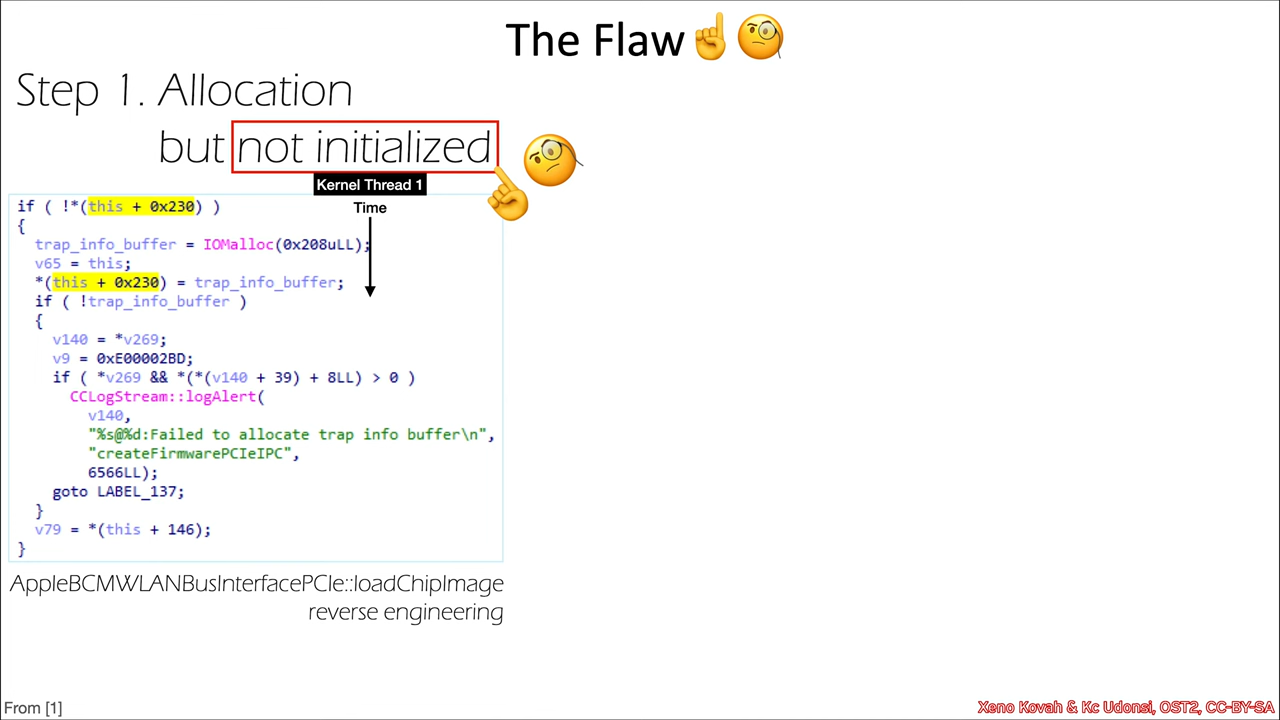 The Flaw
Step 1. Allocation
but not initialized
Kernel Thread 1
Time
if ( !*(this + 0x230) )
{
trap_info_buffer = IOMalloc(0x208uLL);
v65 = this;
*(this + 0x230) = trap_info_buffer;
if ( !trap_info_buffer )
{
v140 = *v269;
v9 = 0xE00002BD;
if ( *v269 && *(*(v140 + 39) + 8LL) > 0 )
CCLogStream::logAlert(
v140,
"%s@%d:Failed to allocate trap info buffer\n",
"createFirmwarePCIeIPC",
6566LL);
goto LABEL_137;
}
v79 = *(this + 146);
}
AppleBCMWLANBusInterfacePCIe::loadChipImage
reverse engineering
From [1]
Xeno Kovah & Kc Udonsi, OST2, CC-BY-SA